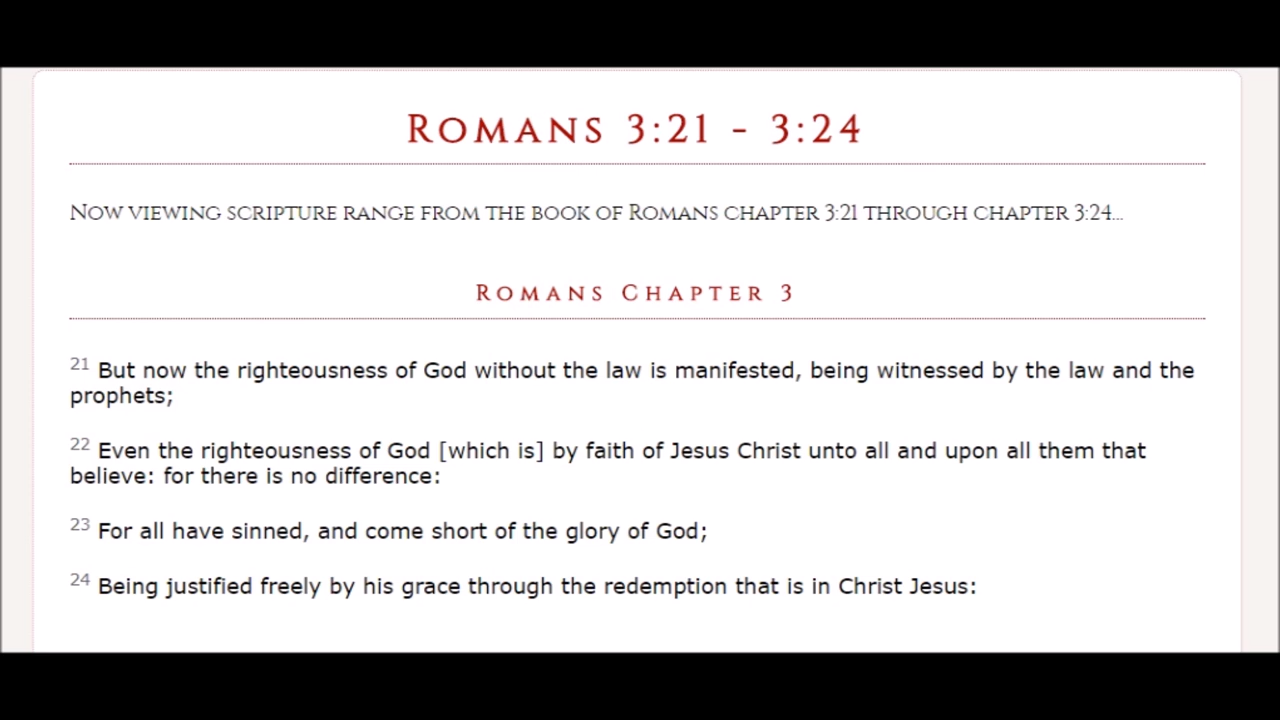 Romans 3:21 - 3:24
Now viewing scripture range from the book of Romans chapter 3:21 through chapter 3:24...
Romans Chapter 3
21 But now the righteousness of God without the law is manifested, being witnessed by the law and the
prophets;
22 Even the righteousness of God [which is] by faith of Jesus Christ unto all and upon all them that
believe: for there is no difference:
23 For all have sinned, and come short of the glory of God;
24 Being justified freely by his grace through the redemption that is in Christ Jesus: